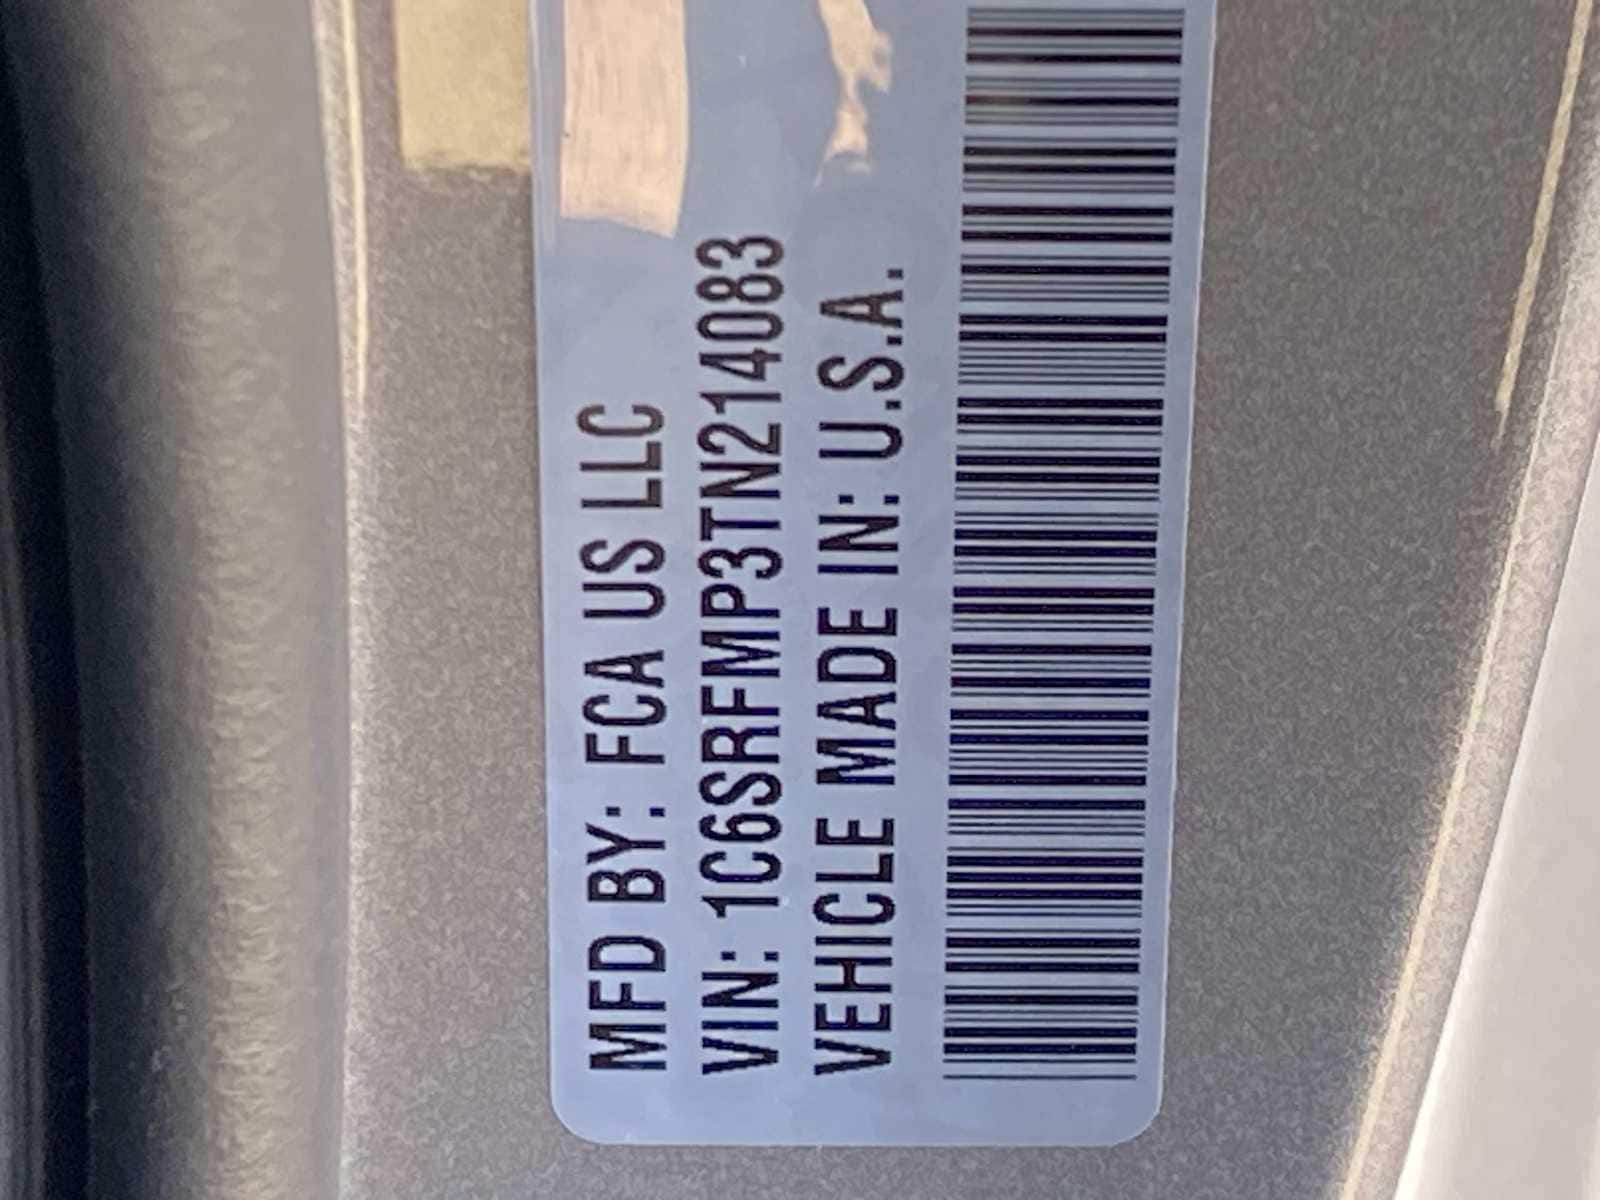 MFD BY: FCA US LLC
VIN: 1C6SRFMP3TN214083
VEHICLE MADE IN: U.S.A.